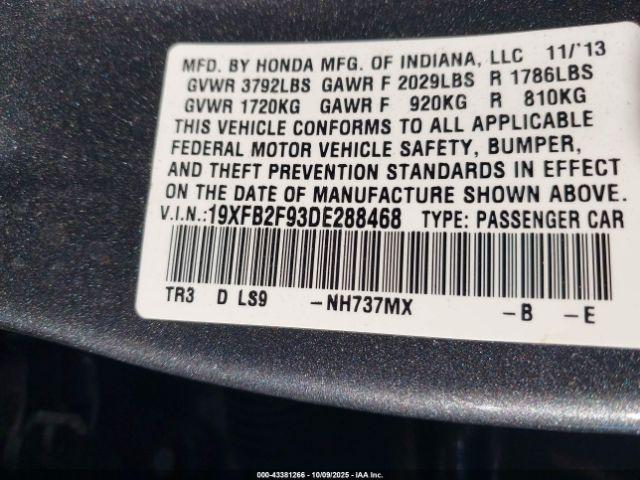 MFD. BY HONDA MFG. OF INDIANA, LLC 11/'13
GVWR 3792LBS GAWR F 2029LBS R 1786LBS
GVWR 1720KG GAWR F 920KG R 810KG
THIS VEHICLE CONFORMS TO ALL APPLICABLE
FEDERAL MOTOR VEHICLE SAFETY, BUMPER,
AND THEFT PREVENTION STANDARDS IN EFFECT
ON THE DATE OF MANUFACTURE SHOWN ABOVE.
V.I.N.:19XFB2F93DE288468 TYPE: PASSENGER CAR
TR3 D LS9 -NH737MX -B -E
000-43381266 - 10/09/2025 - IAA Inc.